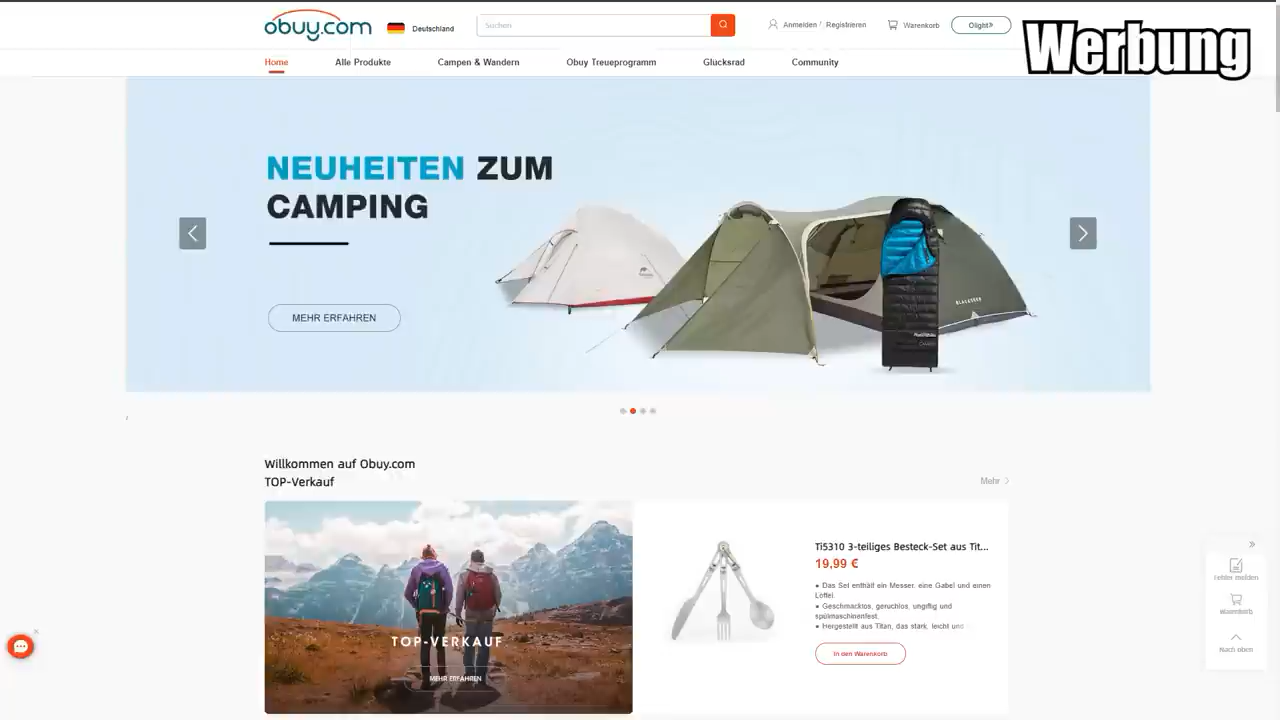 obuy.com
Deutschland
Suchen
Anmelden / Registrieren
Warenkorb
Olight»
Werbung
Home
Alle Produkte
Campen & Wandern
Obuy Treueprogramm
Glucksrad
Community
NEUHEITEN ZUM
CAMPING
MEHR ERFAHREN
BLACKDEER
Willkommen auf Obuy.com
TOP-Verkauf
Mehr
TOP-VERKAUF
MEHR ERFAHREN
Ti5310 3-teiliges Besteck-Set aus Tit...
19,99 €
• Das Set enthält ein Messer, eine Gabel und einen
Löffel.
• Geschmacklos, geruchlos, ungiftig und
spülmaschinenfest.
• Hergestellt aus Titan, das stark, leicht und
In den Warenkorb
Fehler melden
Warenkorb
Nach oben